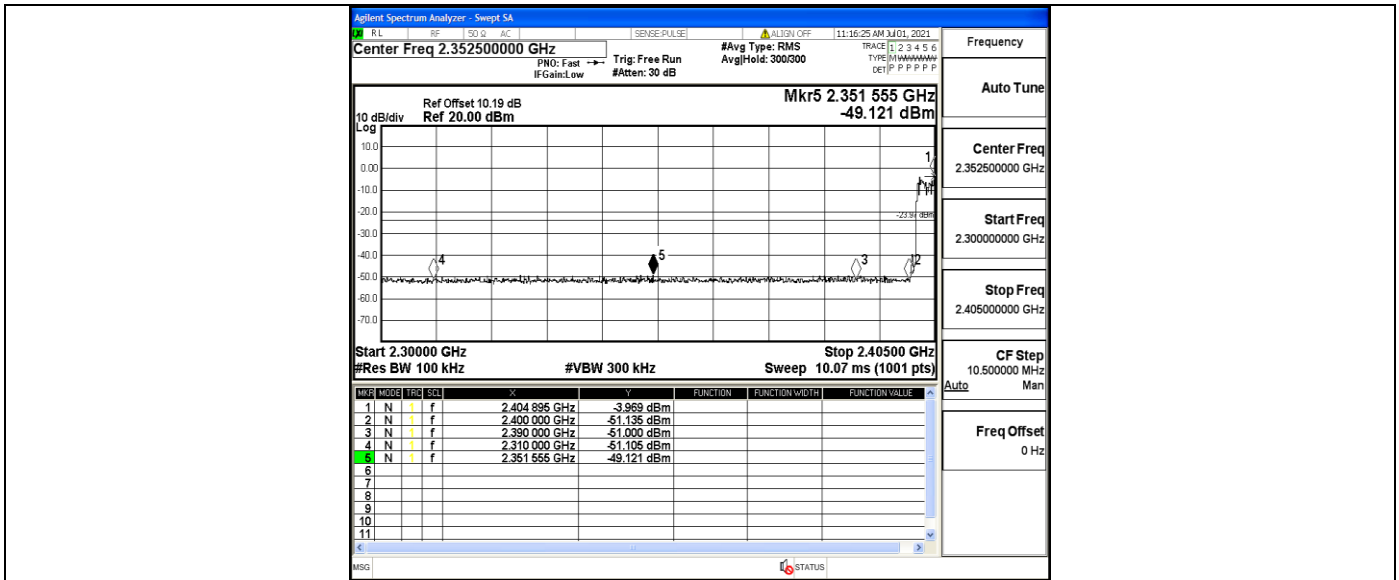 Agilent Spectrum Analyzer - Swept SA
RL RF 50 Ω AC SENSE:PULSE ALIGN OFF 11:16:25 AM Jul 01, 2021
Center Freq 2.352500000 GHz
PNO: Fast
IFGain:Low
Trig: Free Run
#Atten: 30 dB
#Avg Type: RMS
Avg|Hold: 300/300
TRACE 1 2 3 4 5 6
TYPE M W W W W W
DET P P P P P P
Ref Offset 10.19 dB
10 dB/div Ref 20.00 dBm
Log
Mkr5 2.351 555 GHz
-49.121 dBm
10.0
0.00
-10.0
-20.0
-30.0
-40.0
-50.0
-60.0
-70.0
1
2
3
4
5
Start 2.30000 GHz Stop 2.40500 GHz
#Res BW 100 kHz #VBW 300 kHz Sweep 10.07 ms (1001 pts)
MKR MODE TRC SCL X Y FUNCTION FUNCTION WIDTH FUNCTION VALUE
1 N 1 f 2.404 895 GHz -3.969 dBm
2 N 1 f 2.400 000 GHz -51.135 dBm
3 N 1 f 2.390 000 GHz -51.000 dBm
4 N 1 f 2.310 000 GHz -51.105 dBm
5 N 1 f 2.351 555 GHz -49.121 dBm
6
7
8
9
10
11
MSG STATUS
Frequency
Auto Tune
Center Freq
2.352500000 GHz
Start Freq
2.300000000 GHz
Stop Freq
2.405000000 GHz
CF Step
10.500000 MHz
Auto Man
Freq Offset
0 Hz